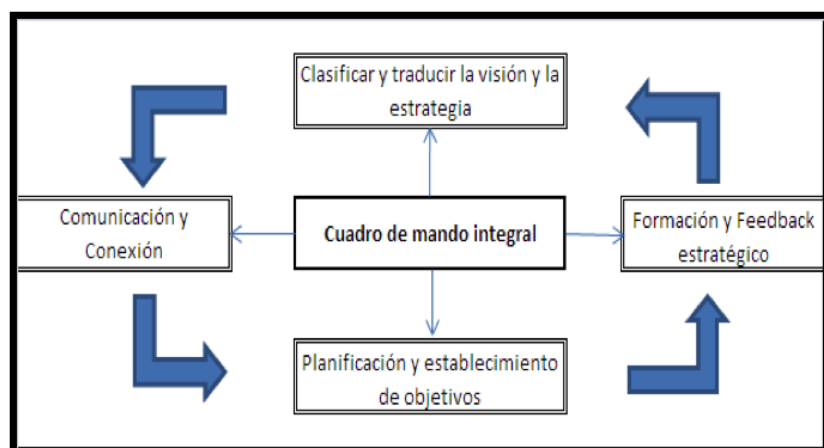 Clasificar y traducir la visión y la
estrategia
Comunicación y
Conexión
Cuadro de mando integral
Formación y Feedback
estratégico
Planificación y establecimiento
de objetivos